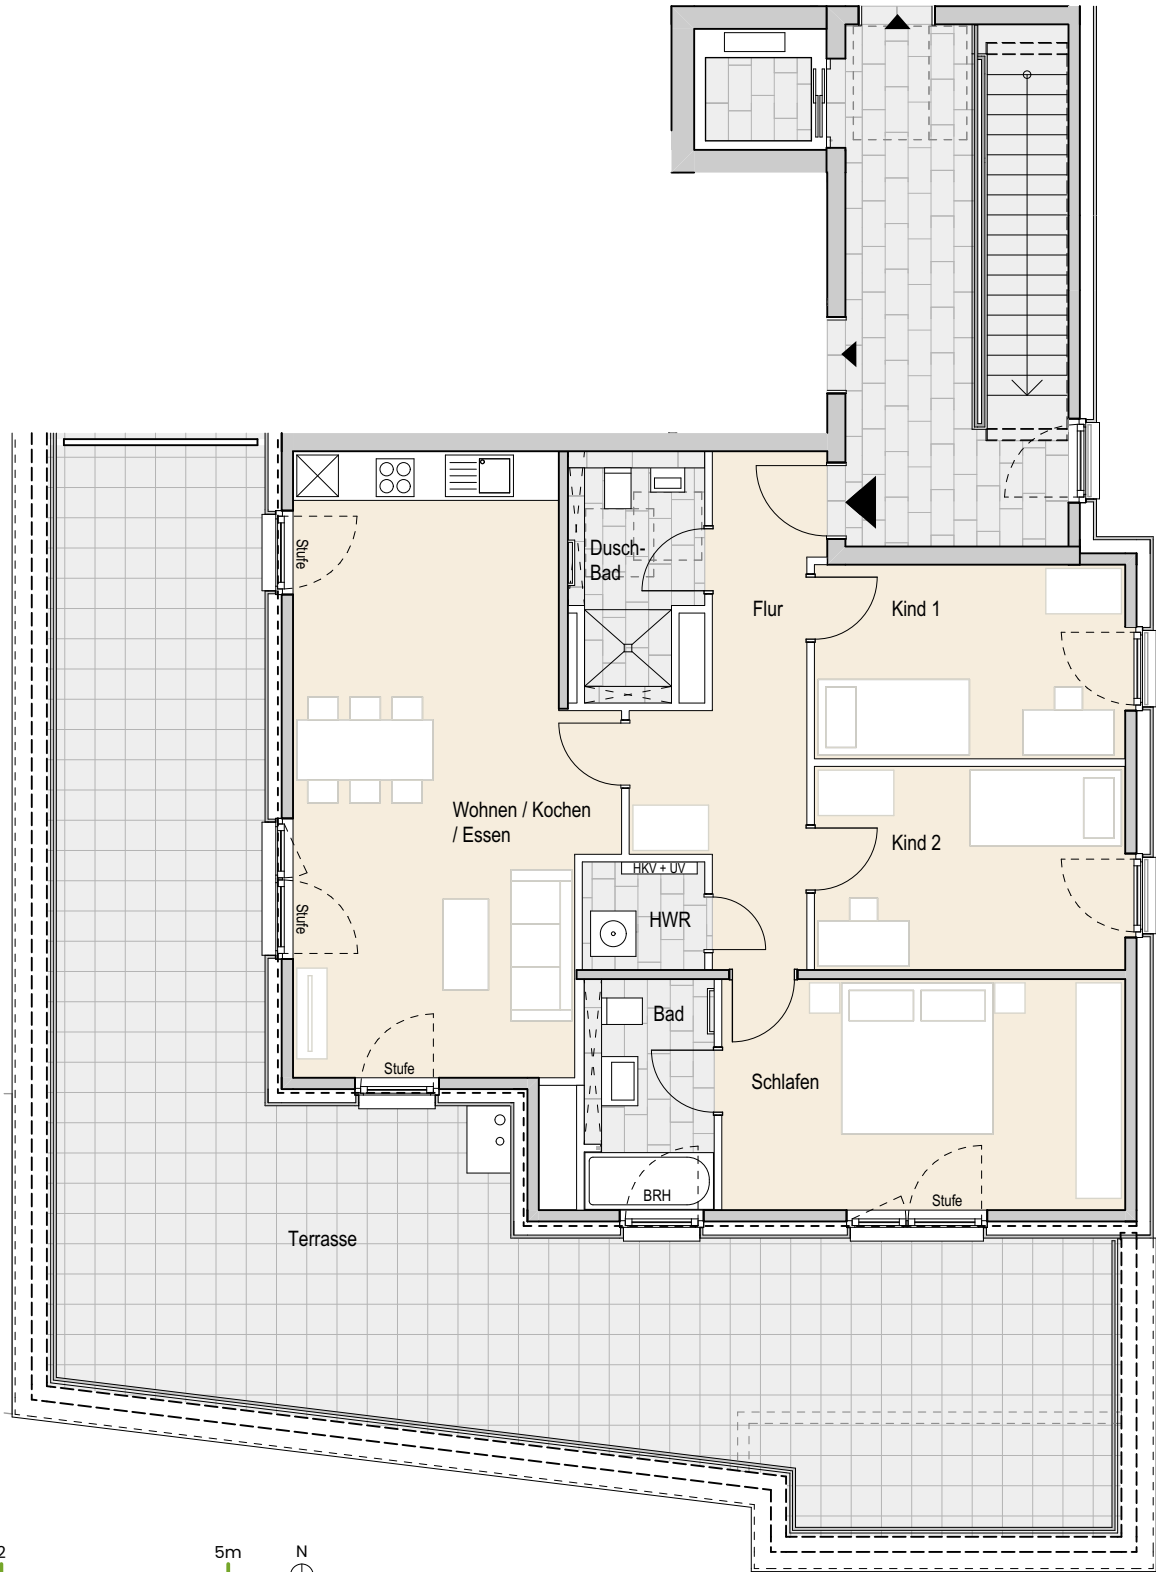 Stufe
Dusch-
Bad
Flur
Kind 1
Wohnen / Kochen
/ Essen
Kind 2
HKV + UV
HWR
Stufe
Bad
Stufe
Schlafen
BRH
Stufe
Terrasse
2
5m
N